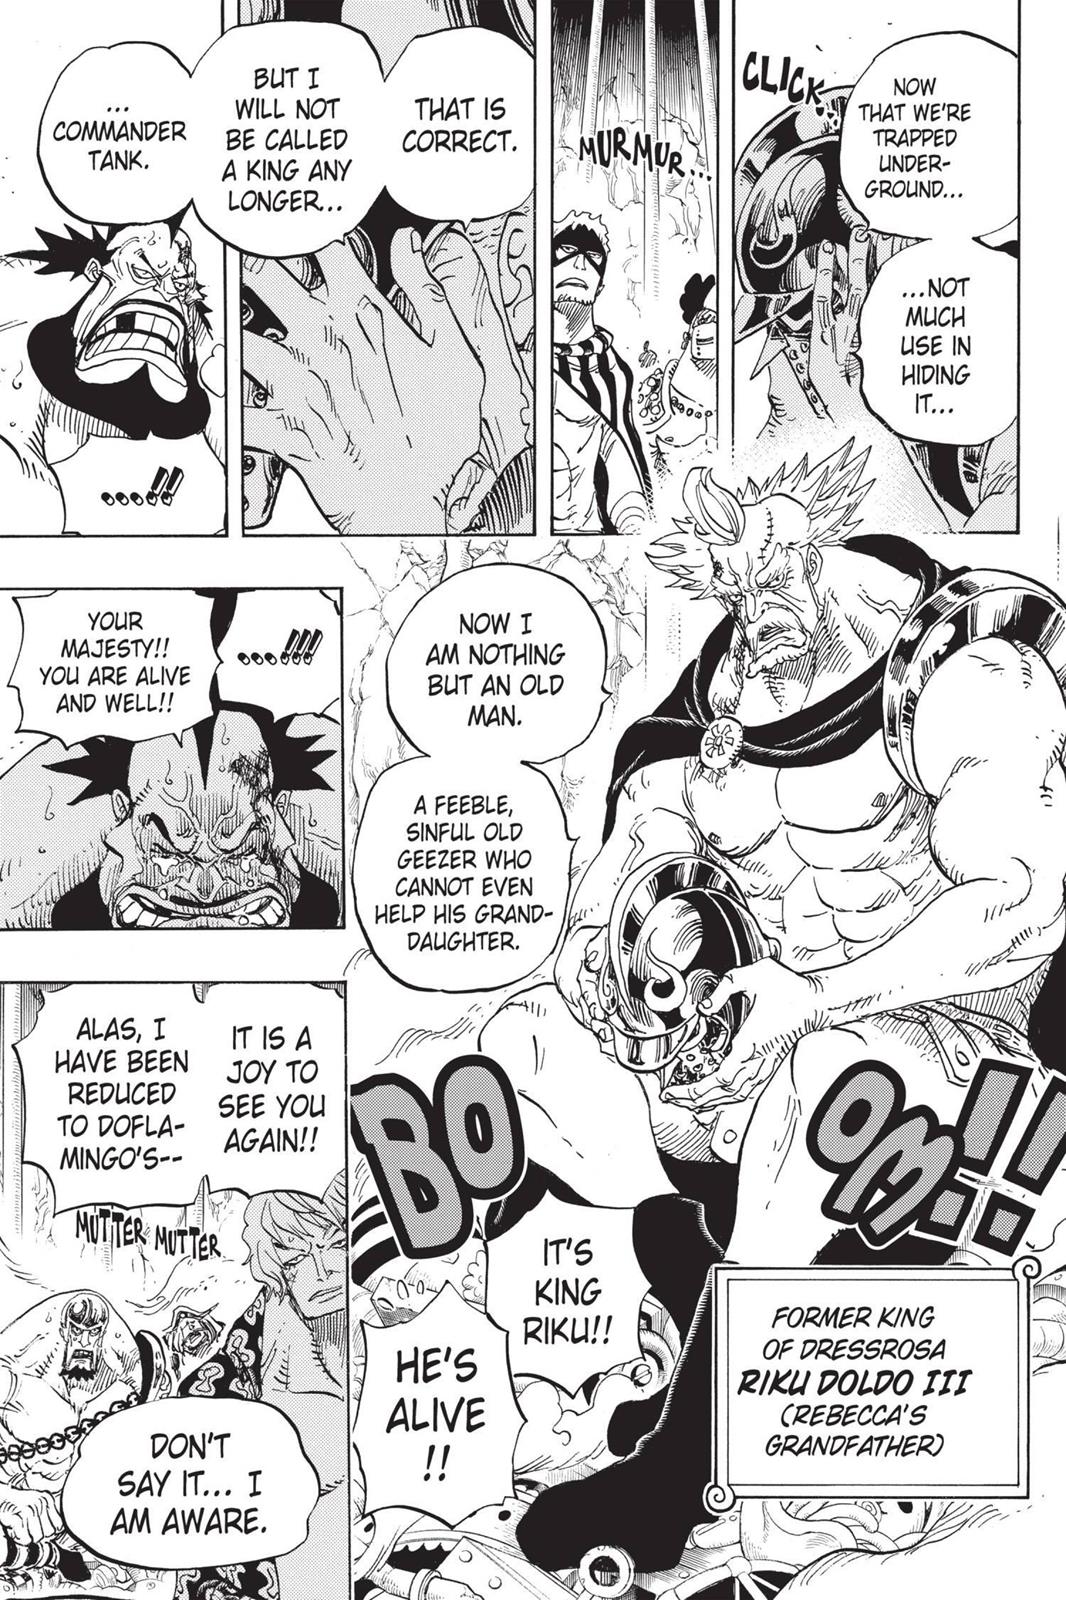 NOW
THAT WE'RE
TRAPPED
UNDER-
GROUND...
CLICK
...NOT
MUCH
USE IN
HIDING
IT...
MURMUR...
THAT IS
CORRECT.
BUT I
WILL NOT
BE CALLED
A KING ANY
LONGER...
...
COMMANDER
TANK.
...!!
NOW I
AM NOTHING
BUT AN OLD
MAN.
A FEEBLE,
SINFUL OLD
GEEZER WHO
CANNOT EVEN
HELP HIS GRAND-
DAUGHTER.
BOOM!!
IT'S
KING
RIKU!!
HE'S
ALIVE
!!
FORMER KING
OF DRESSROSA
RIKU DOLDO III
(REBECCA'S
GRANDFATHER)
...!!!
YOUR
MAJESTY!!
YOU ARE ALIVE
AND WELL!!
IT IS A
JOY TO
SEE YOU
AGAIN!!
ALAS, I
HAVE BEEN
REDUCED
TO DOFLA-
MINGO'S--
MUTTER MUTTER
DON'T
SAY IT... I
AM AWARE.